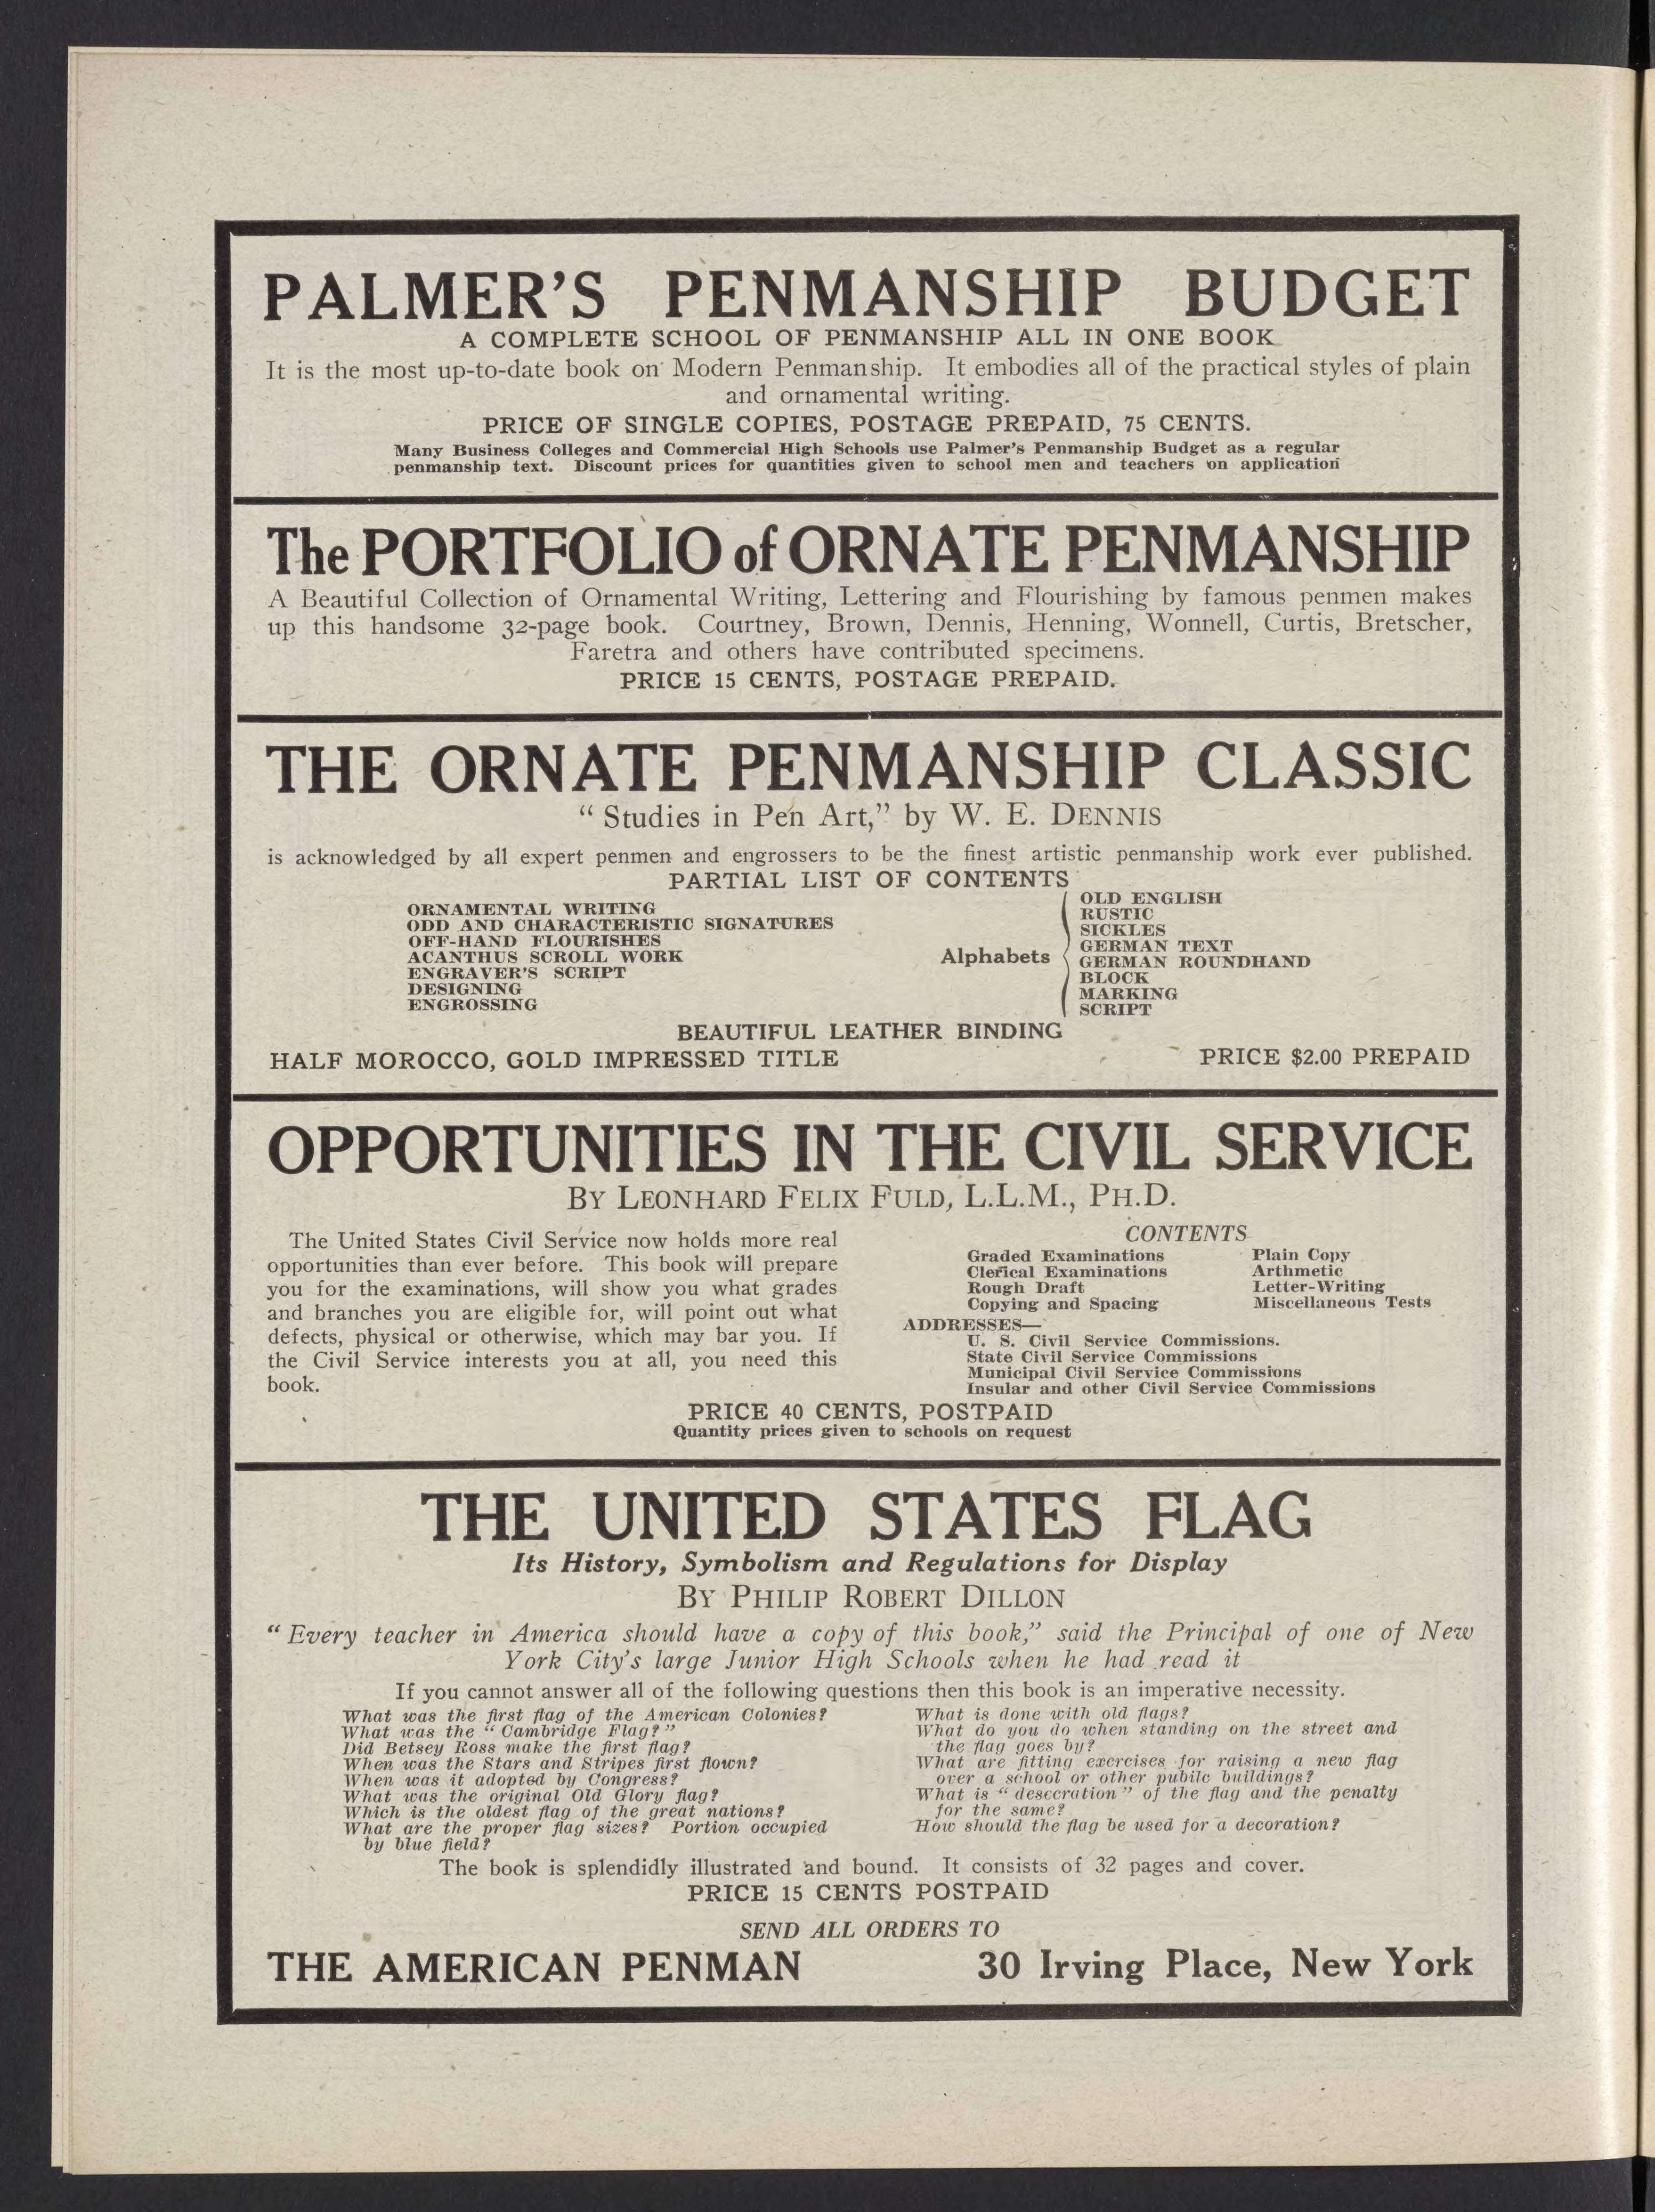 PALMER'S PENMANSHIP BUDGET
A COMPLETE SCHOOL OF PENMANSHIP ALL IN ONE BOOK
It is the most up-to-date book on Modern Penmanship. It embodies all of the practical styles of plain
and ornamental writing.
PRICE OF SINGLE COPIES, POSTAGE PREPAID, 75 CENTS.
Many Business Colleges and Commercial High Schools use Palmer's Penmanship Budget as a regular
penmanship text. Discount prices for quantities given to school men and teachers on application
The PORTFOLIO of ORNATE PENMANSHIP
A Beautiful Collection of Ornamental Writing, Lettering and Flourishing by famous penmen makes
up this handsome 32-page book. Courtney, Brown, Dennis, Henning, Wonnell, Curtis, Bretscher,
Faretra and others have contributed specimens.
PRICE 15 CENTS, POSTAGE PREPAID.
THE ORNATE PENMANSHIP CLASSIC
"Studies in Pen Art," by W. E. DENNIS
is acknowledged by all expert penmen and engrossers to be the finest artistic penmanship work ever published.
PARTIAL LIST OF CONTENTS
ORNAMENTAL WRITING
ODD AND CHARACTERISTIC SIGNATURES
OFF-HAND FLOURISHES
ACANTHUS SCROLL WORK
ENGRAVER'S SCRIPT
DESIGNING
ENGROSSING
Alphabets
OLD ENGLISH
RUSTIC
SICKLES
GERMAN TEXT
GERMAN ROUNDHAND
BLOCK
MARKING
SCRIPT
BEAUTIFUL LEATHER BINDING
HALF MOROCCO, GOLD IMPRESSED TITLE PRICE $2.00 PREPAID
OPPORTUNITIES IN THE CIVIL SERVICE
BY LEONHARD FELIX FULD, L.L.M., PH.D.
The United States Civil Service now holds more real
opportunities than ever before. This book will prepare
you for the examinations, will show you what grades
and branches you are eligible for, will point out what
defects, physical or otherwise, which may bar you. If
the Civil Service interests you at all, you need this
book.
CONTENTS
Graded Examinations Plain Copy
Clerical Examinations Arthmetic
Rough Draft Letter-Writing
Copying and Spacing Miscellaneous Tests
ADDRESSES—
U. S. Civil Service Commissions.
State Civil Service Commissions
Municipal Civil Service Commissions
Insular and other Civil Service Commissions
PRICE 40 CENTS, POSTPAID
Quantity prices given to schools on request
THE UNITED STATES FLAG
Its History, Symbolism and Regulations for Display
BY PHILIP ROBERT DILLON
"Every teacher in America should have a copy of this book," said the Principal of one of New
York City's large Junior High Schools when he had read it
If you cannot answer all of the following questions then this book is an imperative necessity.
What was the first flag of the American Colonies?
What was the "Cambridge Flag?"
Did Betsey Ross make the first flag?
When was the Stars and Stripes first flown?
When was it adopted by Congress?
What was the original Old Glory flag?
Which is the oldest flag of the great nations?
What are the proper flag sizes? Portion occupied
by blue field?
What is done with old flags?
What do you do when standing on the street and
the flag goes by?
What are fitting exercises for raising a new flag
over a school or other pubilc buildings?
What is "desecration" of the flag and the penalty
for the same?
How should the flag be used for a decoration?
The book is splendidly illustrated and bound. It consists of 32 pages and cover.
PRICE 15 CENTS POSTPAID
SEND ALL ORDERS TO
THE AMERICAN PENMAN 30 Irving Place, New York